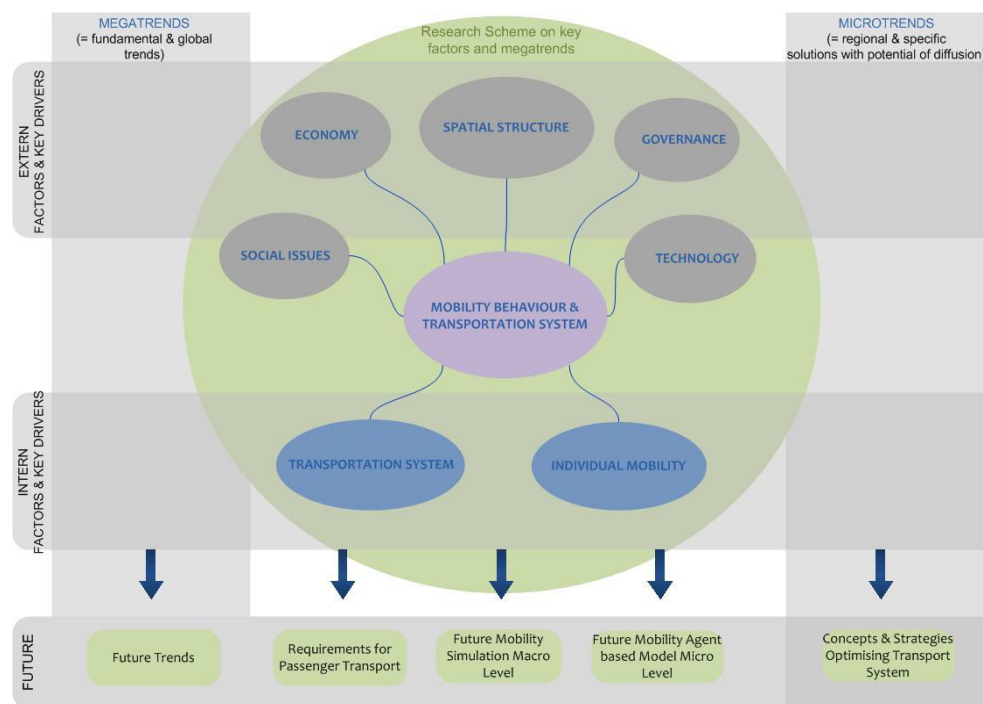 MEGATRENDS
(= fundamental & global
trends)
Research Scheme on key
factors and megatrends
MICROTRENDS
(= regional & specific
solutions with potential of diffusion)
EXTERN
FACTORS & KEY DRIVERS
ECONOMY
SPATIAL STRUCTURE
GOVERNANCE
SOCIAL ISSUES
TECHNOLOGY
MOBILITY BEHAVIOUR &
TRANSPORTATION SYSTEM
INTERN
FACTORS & KEY DRIVERS
TRANSPORTATION SYSTEM
INDIVIDUAL MOBILITY
FUTURE
Future Trends
Requirements for
Passenger Transport
Future Mobility
Simulation Macro
Level
Future Mobility Agent
based Model Micro
Level
Concepts & Strategies
Optimising Transport
System